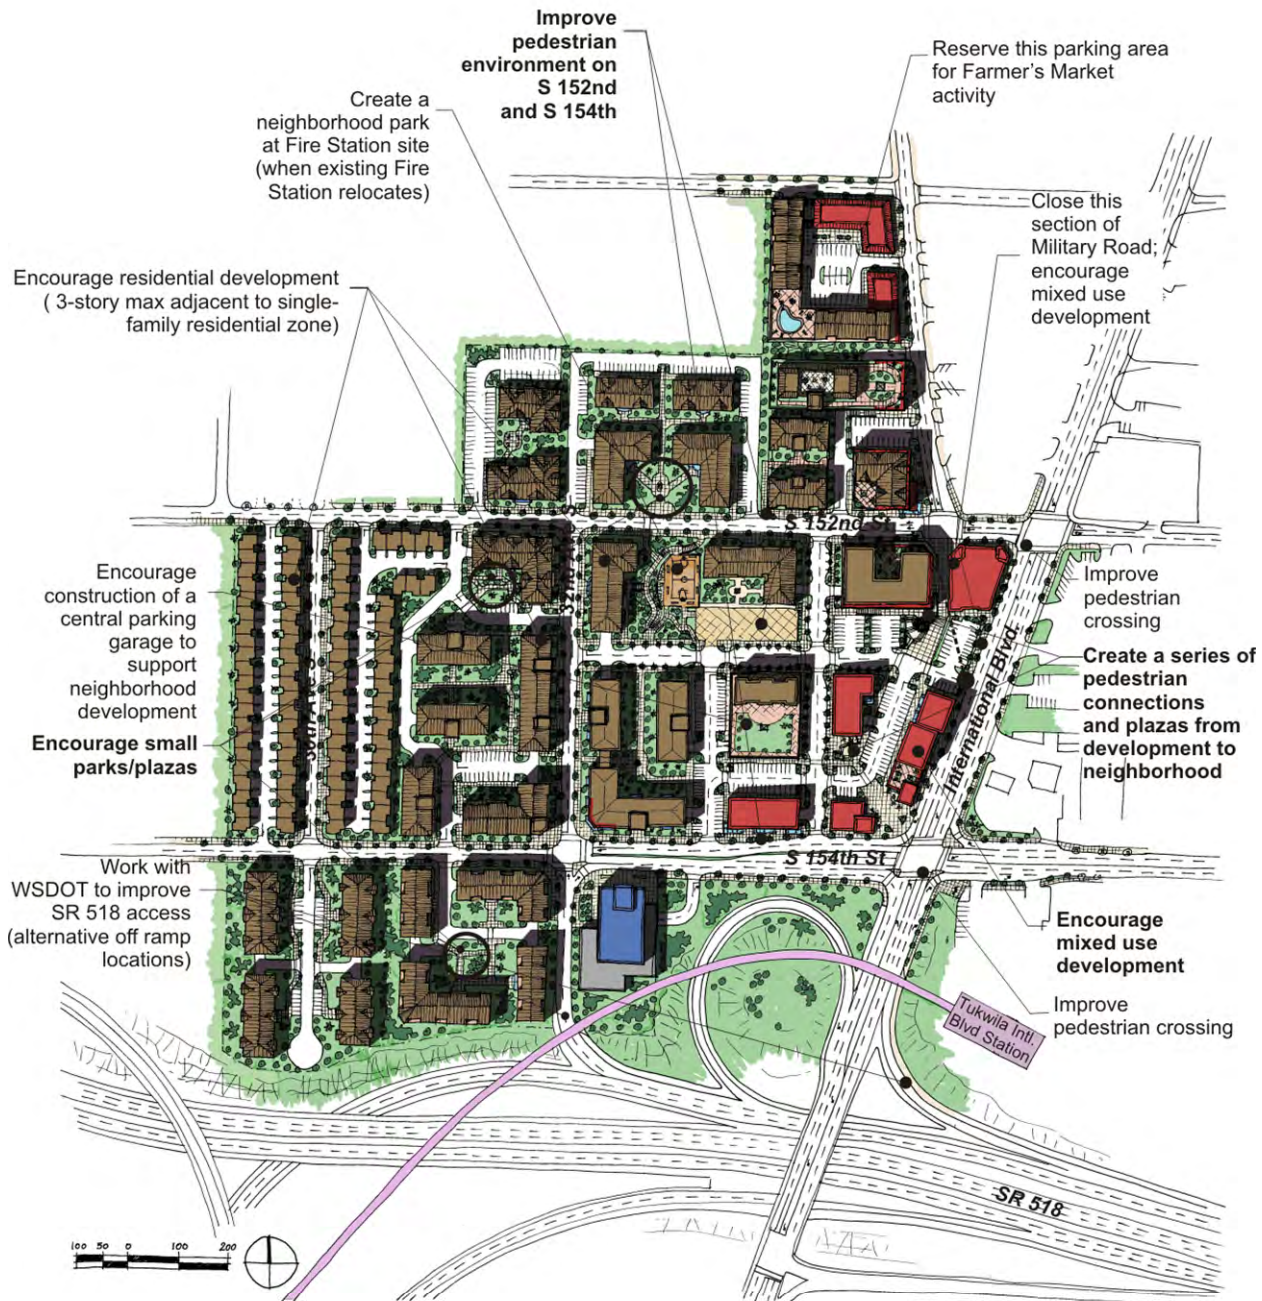 Improve
pedestrian
environment on
S 152nd
and S 154th
Reserve this parking area
for Farmer's Market
activity
Create a
neighborhood park
at Fire Station site
(when existing Fire
Station relocates)
Close this
section of
Military Road;
encourage
mixed use
development
Encourage residential development
( 3-story max adjacent to single-
family residential zone)
S 152nd St
Encourage
construction of a
central parking
garage to
support
neighborhood
development
Improve
pedestrian
crossing
International Blvd.
Create a series of
pedestrian
connections
and plazas from
development to
neighborhood
Encourage small
parks/plazas
S 154th St
Work with
WSDOT to improve
SR 518 access
(alternative off ramp
locations)
Encourage
mixed use
development
Tukwila Intl.
Blvd Station
Improve
pedestrian crossing
SR 518
100 50 0 100 200